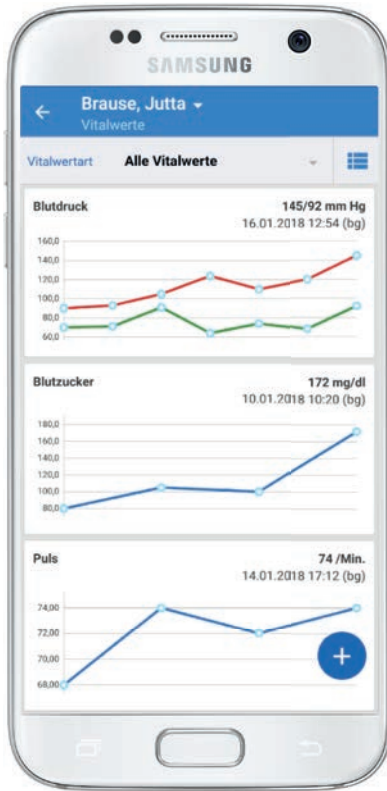 SAMSUNG
Brause, Jutta
Vitalwerte
Vitalwertart Alle Vitalwerte
Blutdruck 145/92 mm Hg
16.01.2018 12:54 (bg)
160,0
140,0
120,0
100,0
80,0
60,0
Blutzucker 172 mg/dl
10.01.2018 10:20 (bg)
180,0
160,0
140,0
120,0
100,0
80,0
Puls 74 /Min.
14.01.2018 17:12 (bg)
74,00
72,00
70,00
68,00